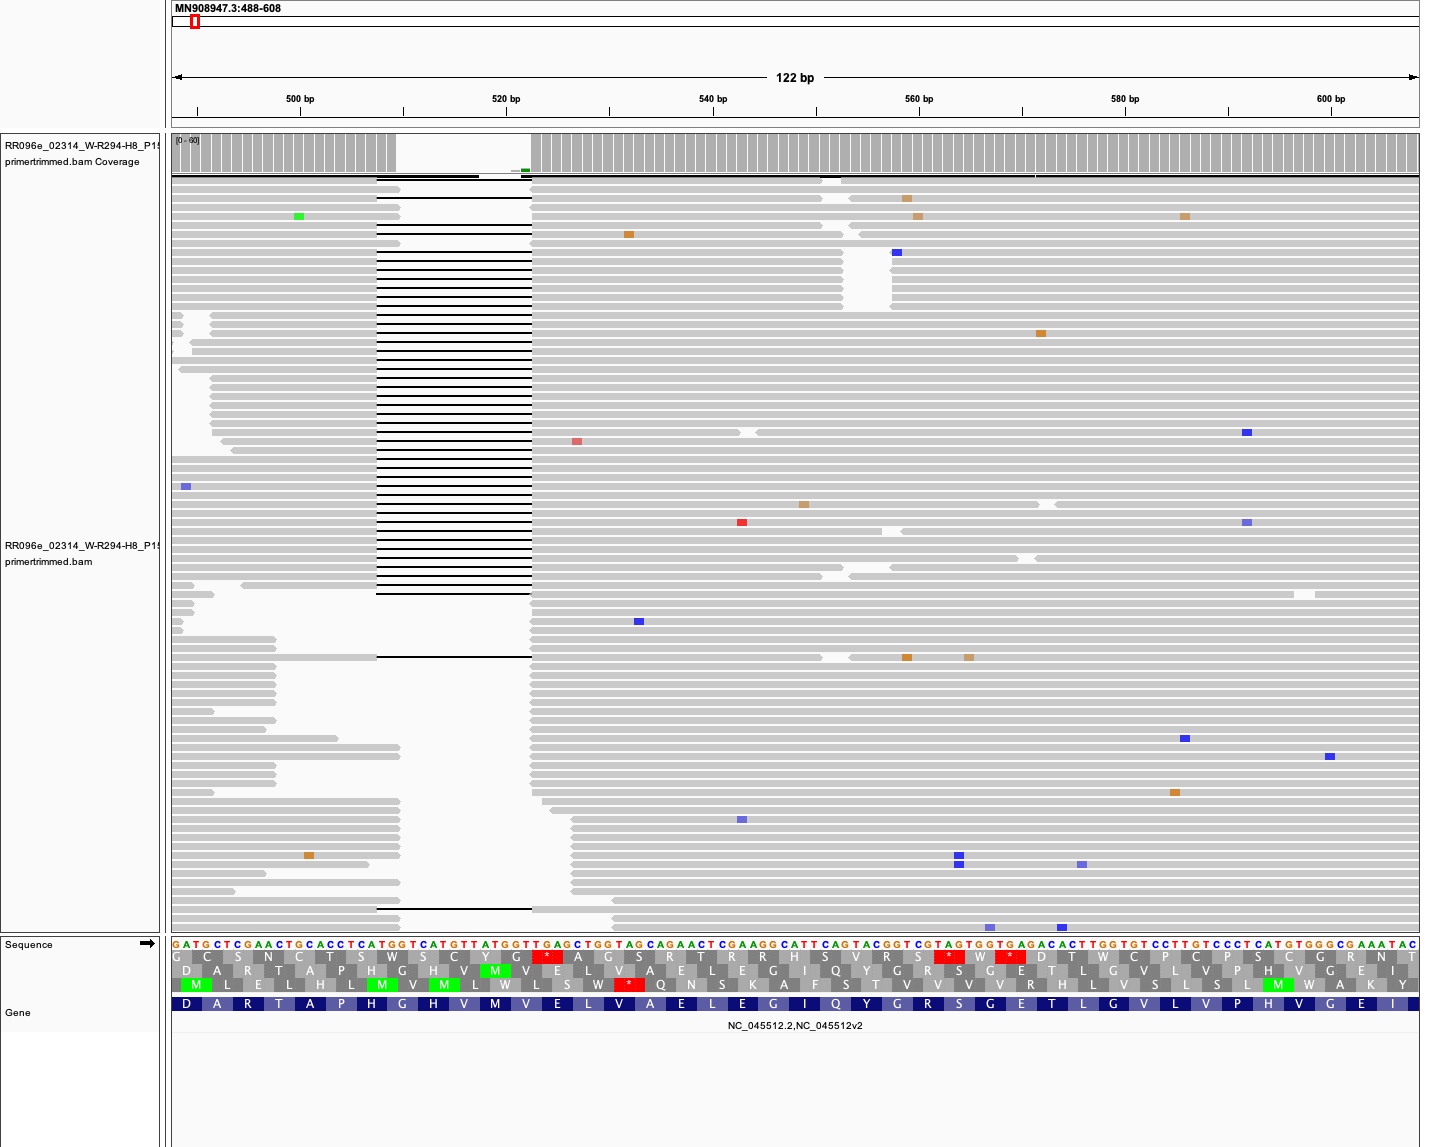 MN908947.3:488-608
122 bp
500 bp 520 bp 540 bp 560 bp 580 bp 600 bp
RR096e_02314_W-R294-H8_P15
primertrimmed.bam Coverage
[0 - 60]
RR096e_02314_W-R294-H8_P15
primertrimmed.bam
Sequence
GATGCTCGAACTGCACCTCATGGTCATGTTATGGTTGAGCTGGTAGCAGAACTCGAAGGCATTCAGTACGGTCGTAGTGGTGAGACACTTGGTGTCCTTGTCCCTCATGTGGGCGAAATAC
G C S N C T S W S C Y G * A G S R T R R H S V R S * W * D T W C P C P S C G R N T
D A R T A P H G H V M V E L V A E L E G I Q Y G R S G E T L G V L V P H V G E I
M L E L H L M V M L W L S W * Q N S K A F S T V V V V R H L V S L S L M W A K Y
Gene
D A R T A P H G H V M V E L V A E L E G I Q Y G R S G E T L G V L V P H V G E I
NC_045512.2,NC_045512v2